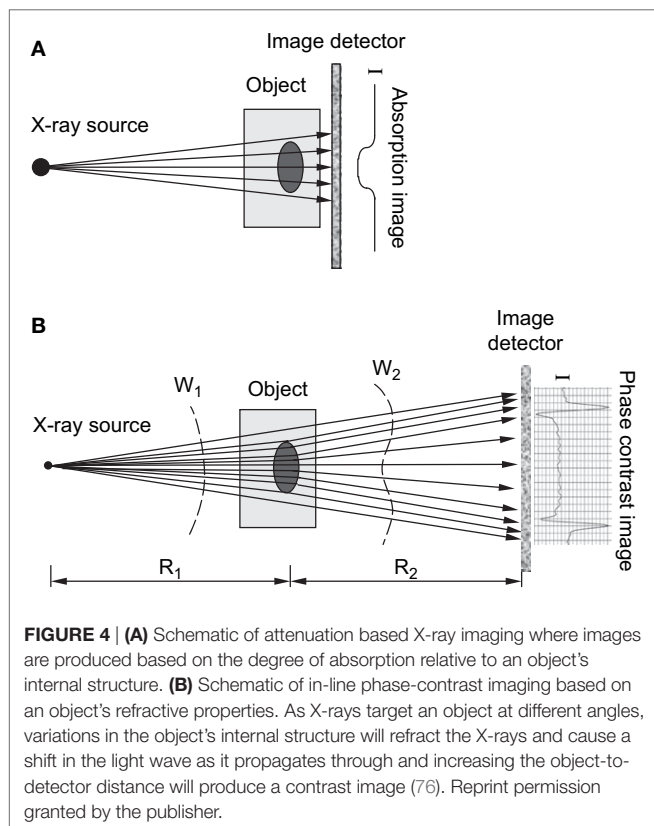 A
Image detector
Object
X-ray source
I
Absorption image
B
Image
detector
W1
Object
W2
X-ray source
I
Phase contrast image
R1
R2
FIGURE 4 | (A) Schematic of attenuation based X-ray imaging where images
are produced based on the degree of absorption relative to an object's
internal structure. (B) Schematic of in-line phase-contrast imaging based on
an object's refractive properties. As X-rays target an object at different angles,
variations in the object's internal structure will refract the X-rays and cause a
shift in the light wave as it propagates through and increasing the object-to-
detector distance will produce a contrast image (76). Reprint permission
granted by the publisher.